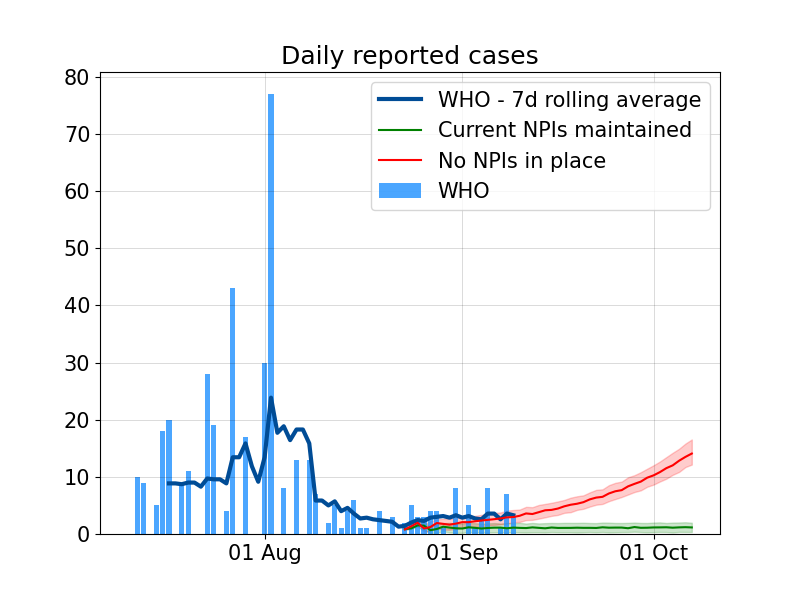 Daily reported cases
80
70
60
50
40
30
20
10
0
WHO - 7d rolling average
Current NPIs maintained
No NPIs in place
WHO
01 Aug
01 Sep
01 Oct